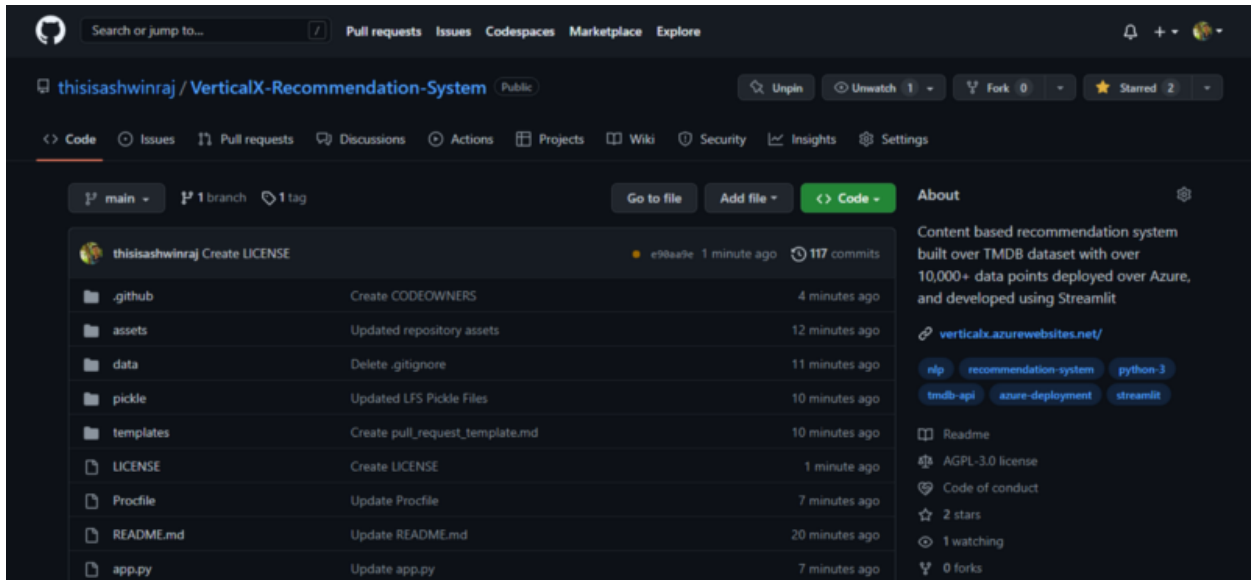 Search or jump to... / Pull requests Issues Codespaces Marketplace Explore
thisisashwinraj / VerticalX-Recommendation-System Public Unpin Unwatch 1 Fork 0 Starred 2
Code Issues Pull requests Discussions Actions Projects Wiki Security Insights Settings
main 1 branch 1 tag Go to file Add file Code
thisisashwinraj Create LICENSE e90aa9e 1 minute ago 117 commits
.github Create CODEOWNERS 4 minutes ago
assets Updated repository assets 12 minutes ago
data Delete .gitignore 11 minutes ago
pickle Updated LFS Pickle Files 10 minutes ago
templates Create pull_request_template.md 10 minutes ago
LICENSE Create LICENSE 1 minute ago
Procfile Update Procfile 7 minutes ago
README.md Update README.md 20 minutes ago
app.py Update app.py 7 minutes ago
About
Content based recommendation system
built over TMDB dataset with over
10,000+ data points deployed over Azure,
and developed using Streamlit
verticalx.azurewebsites.net/
nlp recommendation-system python-3
tmdb-api azure-deployment streamlit
Readme
AGPL-3.0 license
Code of conduct
2 stars
1 watching
0 forks